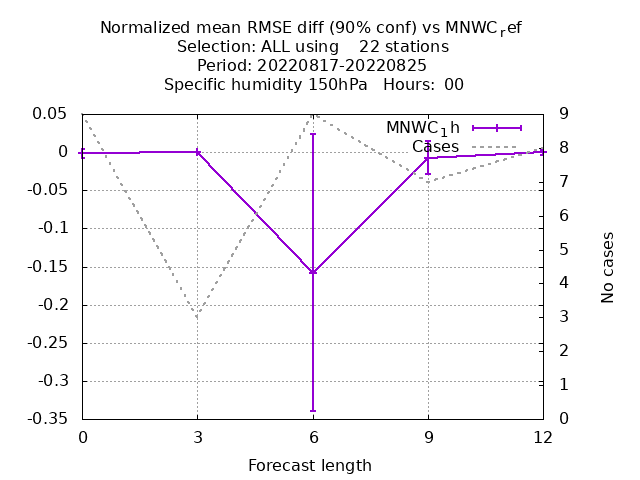 Normalized mean RMSE diff (90% conf) vs MNWCref
Selection: ALL using 22 stations
Period: 20220817-20220825
Specific humidity 150hPa Hours: 00
0.05
0
-0.05
-0.1
-0.15
-0.2
-0.25
-0.3
-0.35
MNWC1h
Cases
9
8
7
6
5
4
3
2
1
0
No cases
0 3 6 9 12
Forecast length